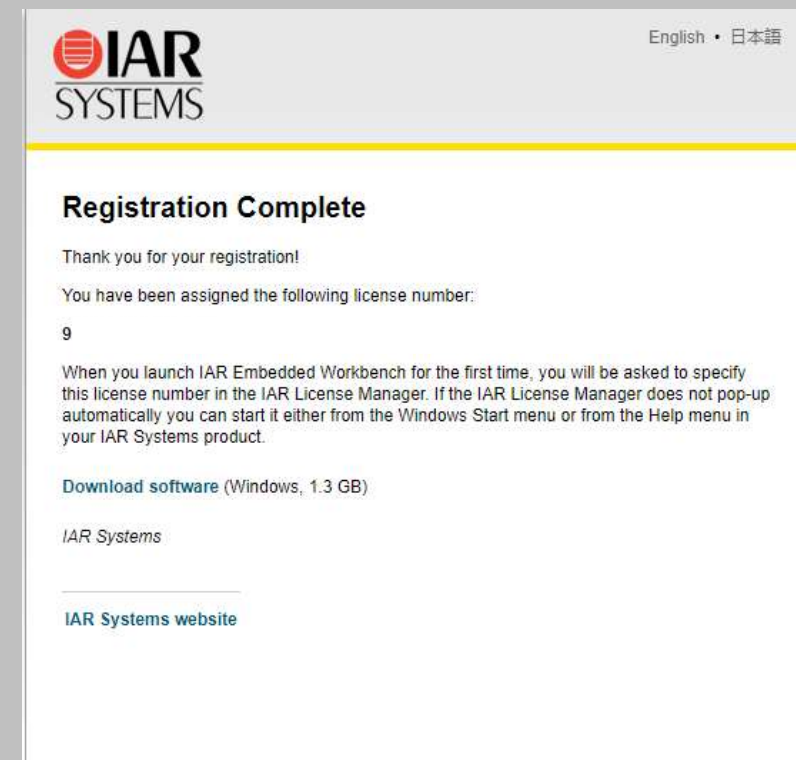 IAR
SYSTEMS
English • 日本語
Registration Complete
Thank you for your registration!
You have been assigned the following license number:
9
When you launch IAR Embedded Workbench for the first time, you will be asked to specify
this license number in the IAR License Manager. If the IAR License Manager does not pop-up
automatically you can start it either from the Windows Start menu or from the Help menu in
your IAR Systems product.
Download software (Windows, 1.3 GB)
IAR Systems
IAR Systems website